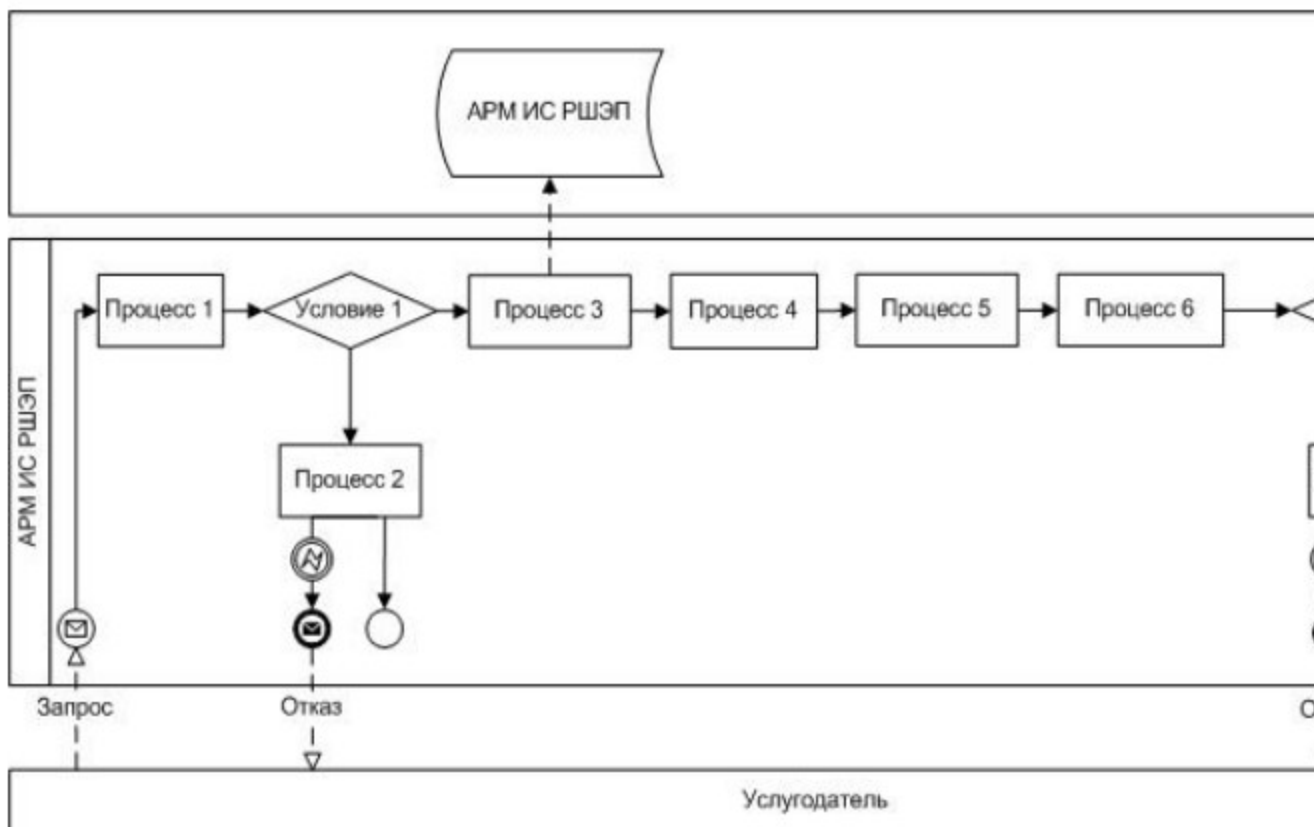 АРМ ИС РШЭП
АРМ ИС РШЭП
Процесс 1
Условие 1
Процесс 3
Процесс 4
Процесс 5
Процесс 6
Процесс 2
Запрос
Отказ
Услугодатель